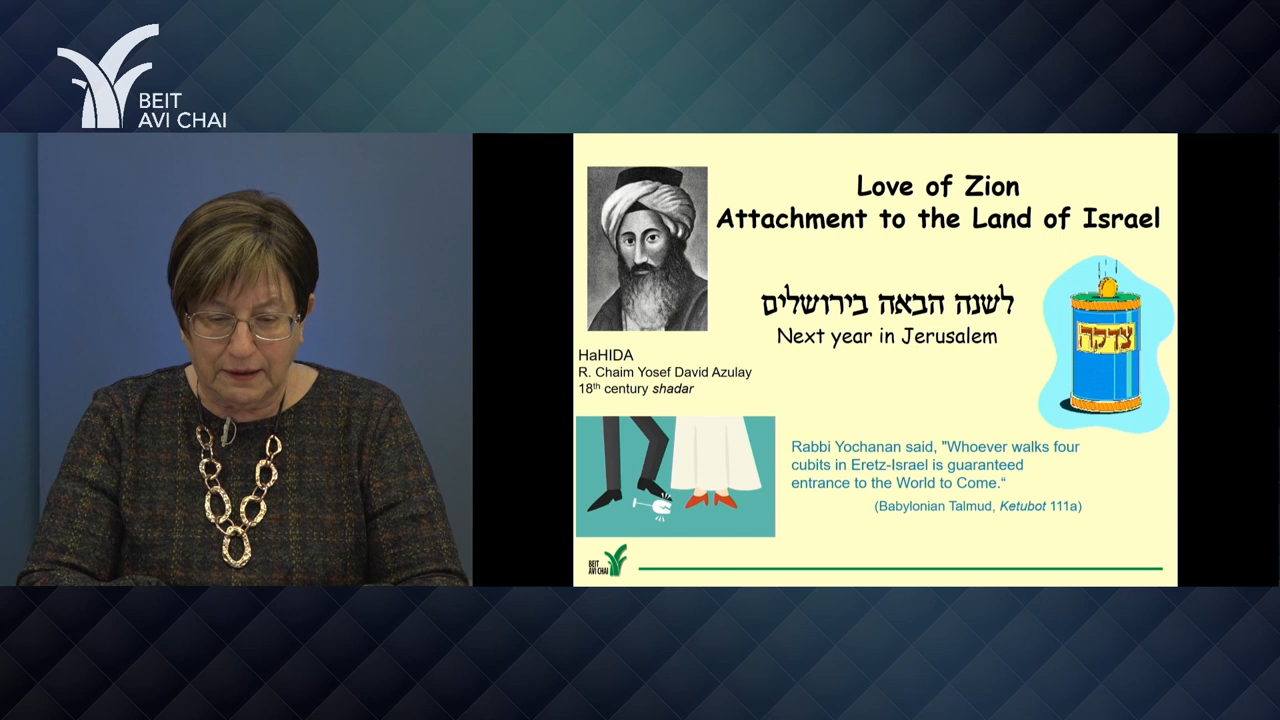 BEIT
AVI CHAI
Love of Zion
Attachment to the Land of Israel
לשנה הבאה בירושלים
Next year in Jerusalem
צדקה
HaHIDA
R. Chaim Yosef David Azulay
18th century shadar
Rabbi Yochanan said, "Whoever walks four
cubits in Eretz-Israel is guaranteed
entrance to the World to Come.“
(Babylonian Talmud, Ketubot 111a)
BEIT
AVI CHAI